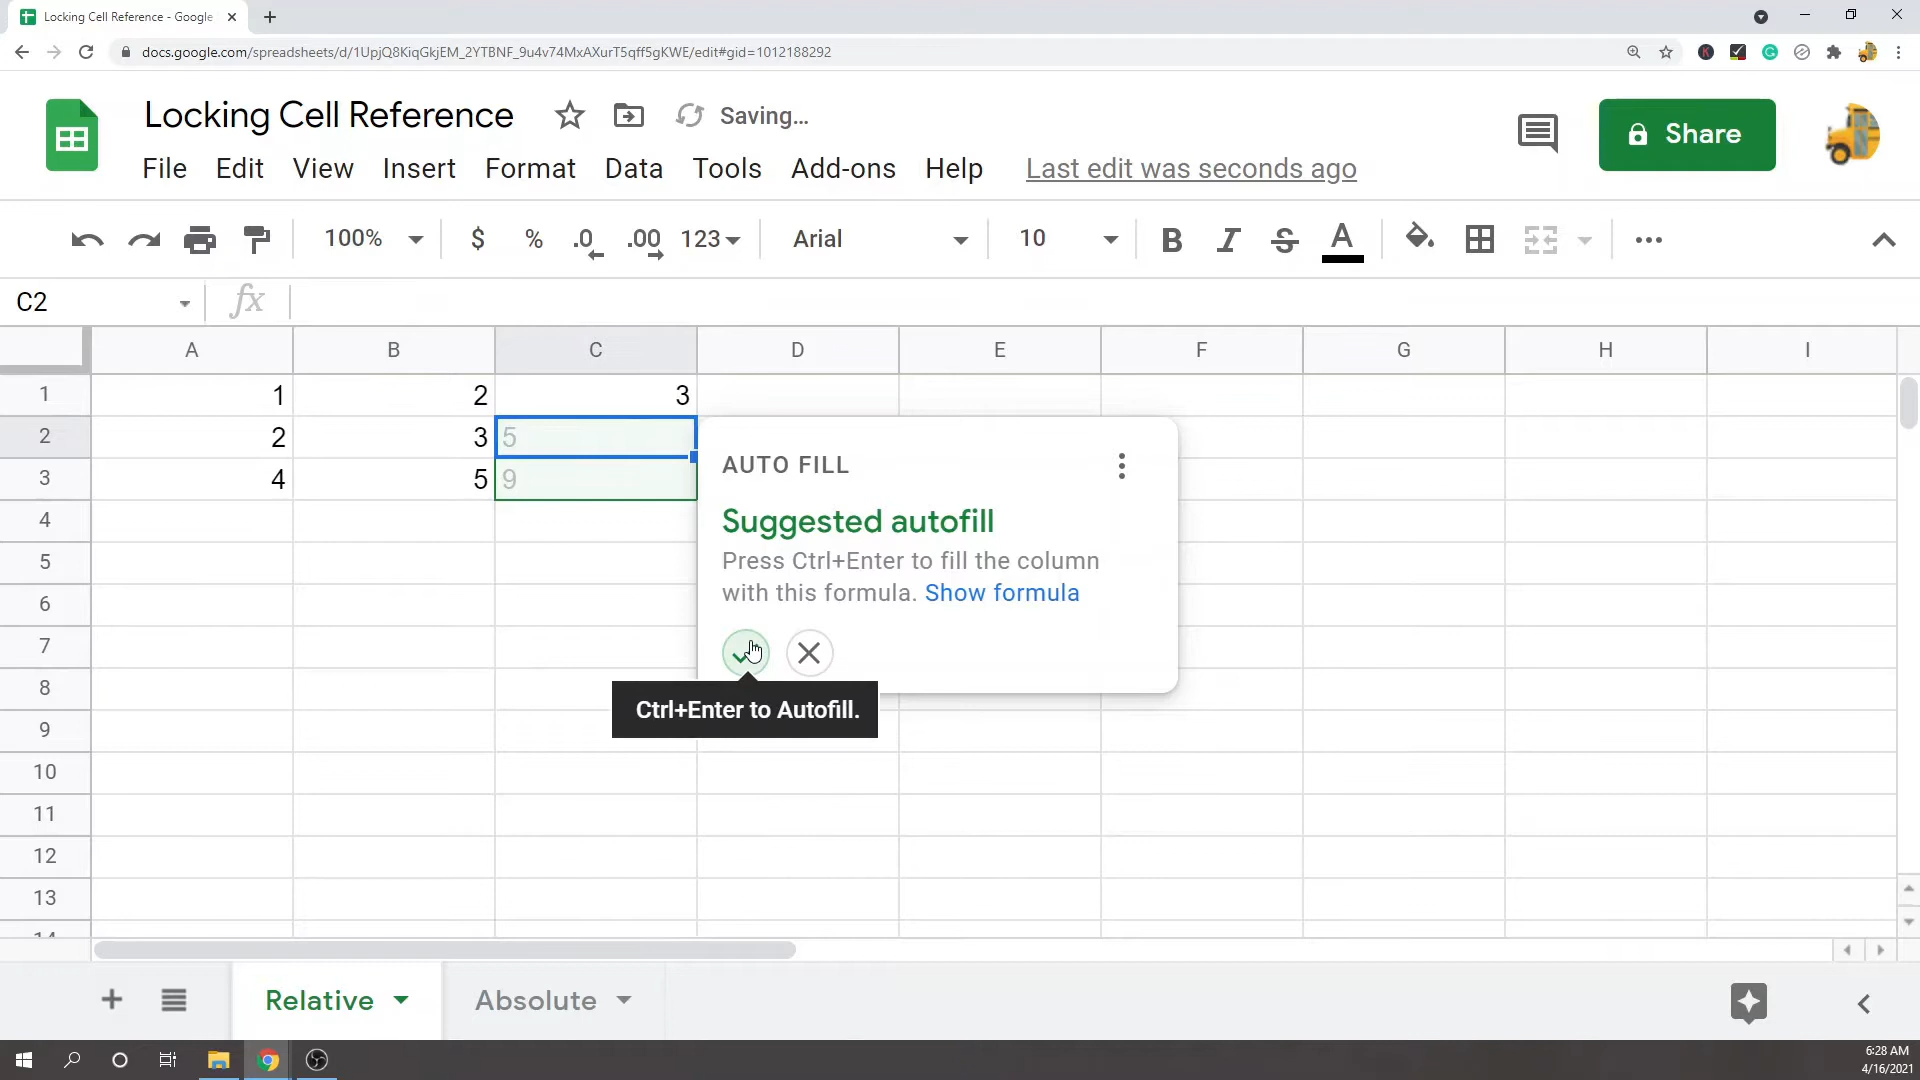 Locking Cell Reference - Google
docs.google.com/spreadsheets/d/1UpjQ8KiqGkjEM_2YTBNF_9u4v74MxAXurT5qff5gKWE/edit#gid=1012188292
Locking Cell Reference Saving...
Share
File Edit View Insert Format Data Tools Add-ons Help Last edit was seconds ago
100% $ % .0 .00 123 Arial 10 B I S A
C2 fx
A B C D E F G H I
1 1 2 3
2 2 3 5
3 4 5 9
AUTO FILL
Suggested autofill
Press Ctrl+Enter to fill the column
with this formula. Show formula
Ctrl+Enter to Autofill.
4
5
6
7
8
9
10
11
12
13
14
Relative Absolute
6:28 AM
4/16/2021